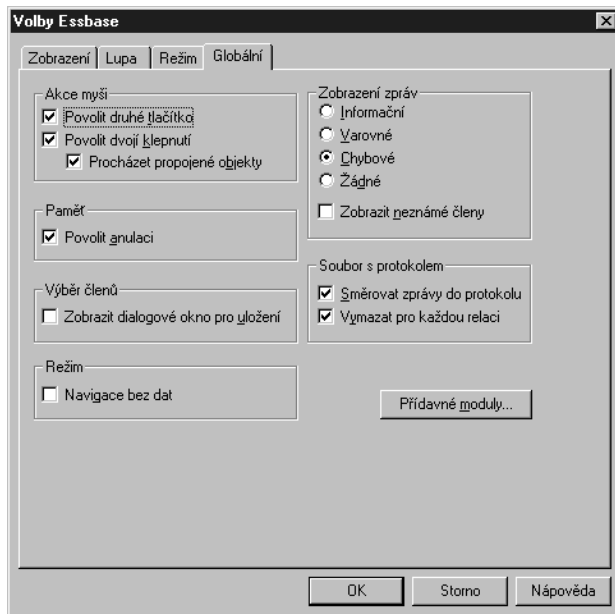 Volby Essbase
Zobrazení
Lupa
Režim
Globální
Akce myši
Povolit druhé tlačítko
Povolit dvojí klepnutí
Procházet propojené objekty
Paměť
Povolit anulaci
Výběr členů
Zobrazit dialogové okno pro uložení
Režim
Navigace bez dat
Zobrazení zpráv
Informační
Varovné
Chybové
Žádné
Zobrazit neznámé členy
Soubor s protokolem
Směrovat zprávy do protokolu
Vymazat pro každou relaci
Přídavné moduly...
OK
Storno
Nápověda